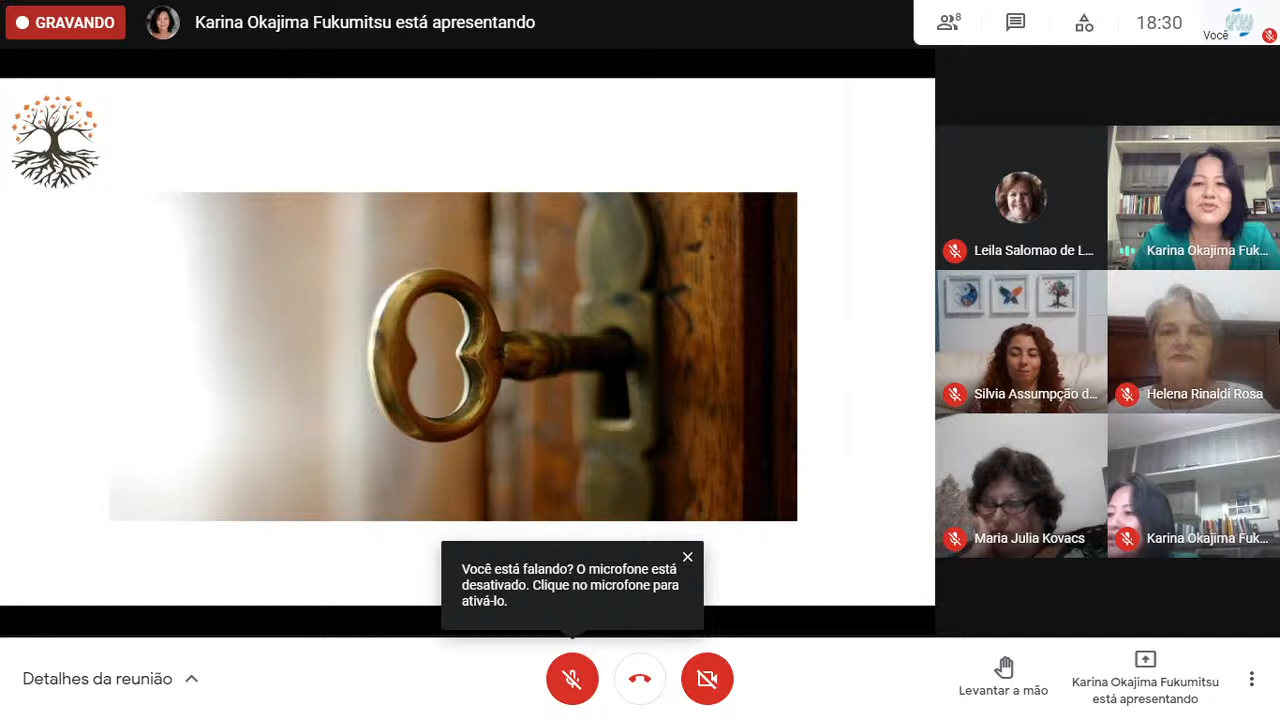 GRAVANDO
Karina Okajima Fukumitsu está apresentando
8
18:30
Você
Leila Salomao de L...
Karina Okajima Fuk...
Silvia Assumpção d...
Helena Rinaldi Rosa
Maria Julia Kovacs
Karina Okajima Fuk...
Você está falando? O microfone está
desativado. Clique no microfone para
ativá-lo.
Detalhes da reunião
Levantar a mão
Karina Okajima Fukumitsu
está apresentando